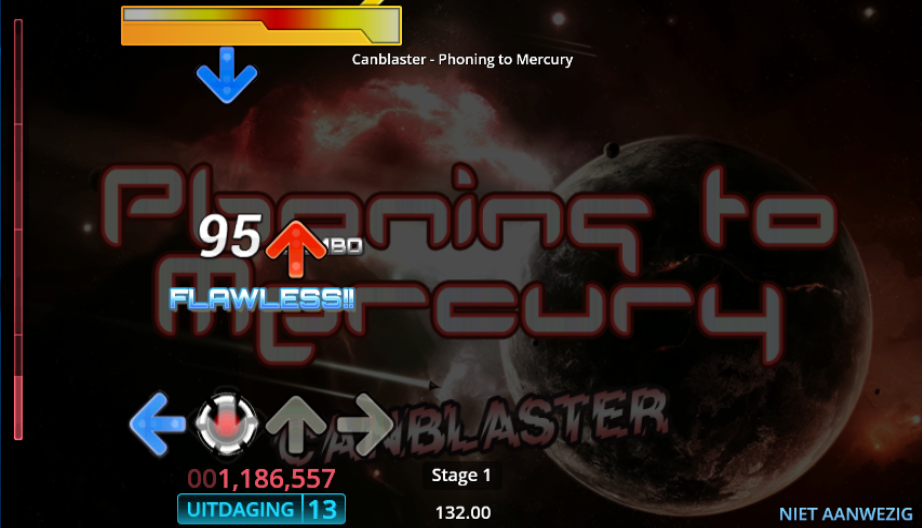 Canblaster - Phoning to Mercury
Phoning to
Mercury
95
FLAWLESS!!
CANBLASTER
001,186,557
Stage 1
UITDAGING 13
132.00
NIET AANWEZIG